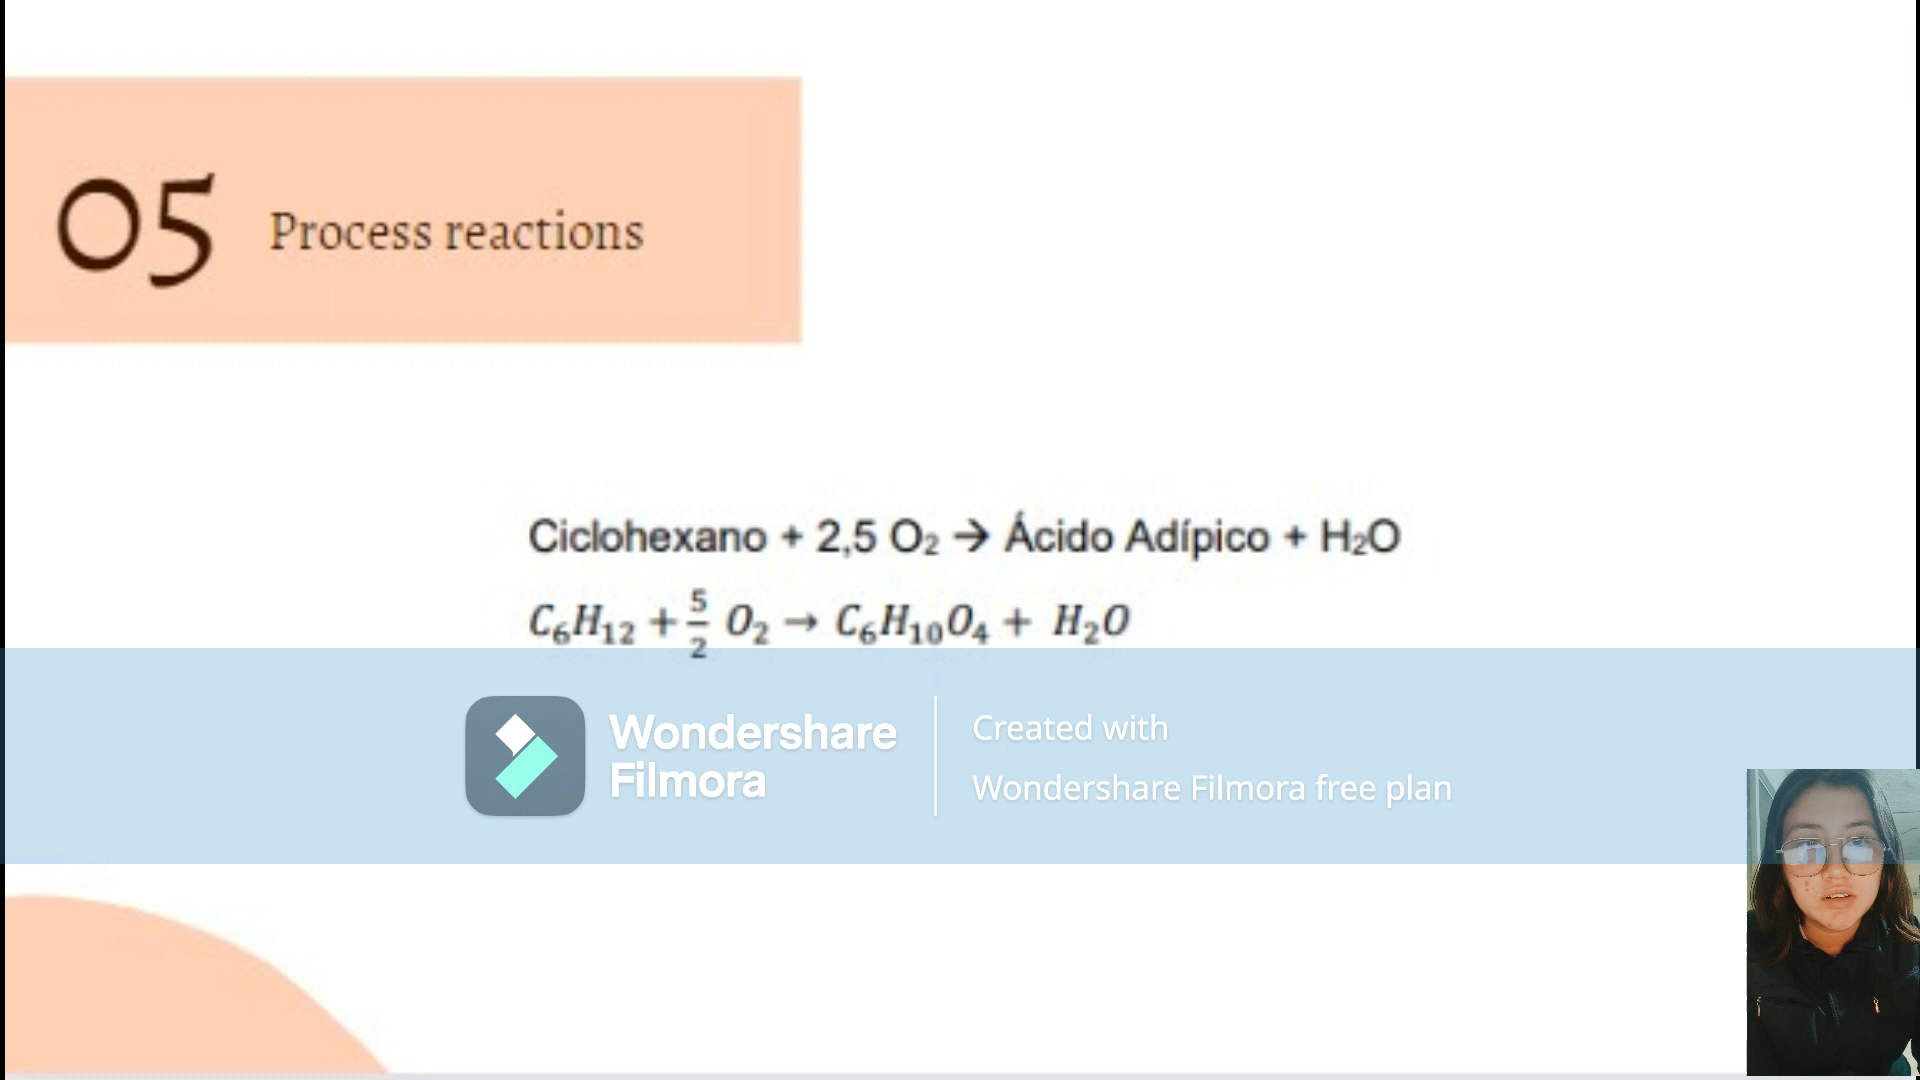 05 Process reactions
Ciclohexano + 2,5 O₂ → Ácido Adípico + H₂O
C₆H₁₂ + 5/2 O₂ → C₆H₁₀O₄ + H₂O
Wondershare
Filmora
Created with
Wondershare Filmora free plan